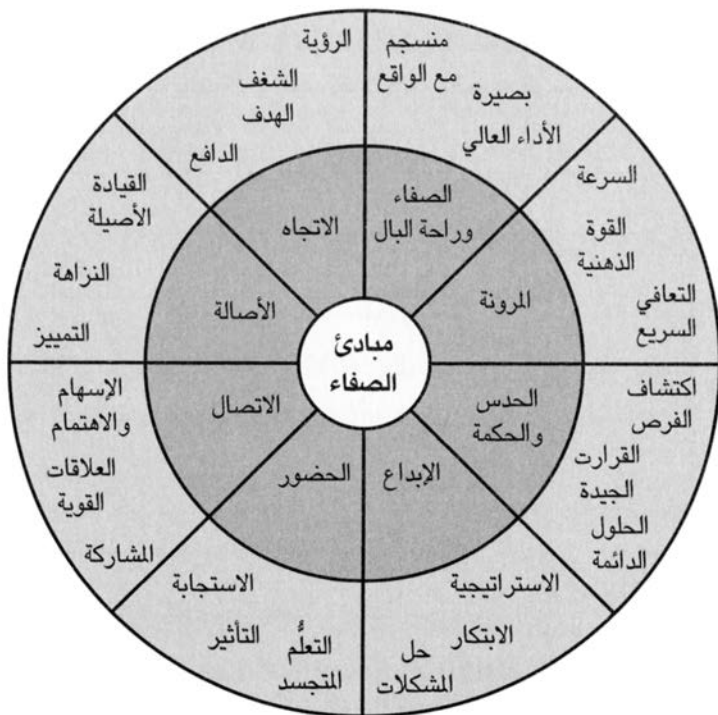 مبادئ
الصفاء
الصفاء
وراحة البال
المرونة
الحدس
والحكمة
الإبداع
الحضور
الاتصال
الأصالة
الاتجاه
منسجم
مع الواقع
بصيرة
الأداء العالي
السرعة
القوة
الذهنية
التعافي
السريع
اكتشاف
الفرص
القرارت
الجيدة
الحلول
الدائمة
الاستراتيجية
الابتكار
حل
المشكلات
الاستجابة
التأثير
التعلُّم
المتجسد
الإسهام
والاهتمام
العلاقات
القوية
المشاركة
القيادة
الأصيلة
النزاهة
التمييز
الرؤية
الشغف
الهدف
الدافع